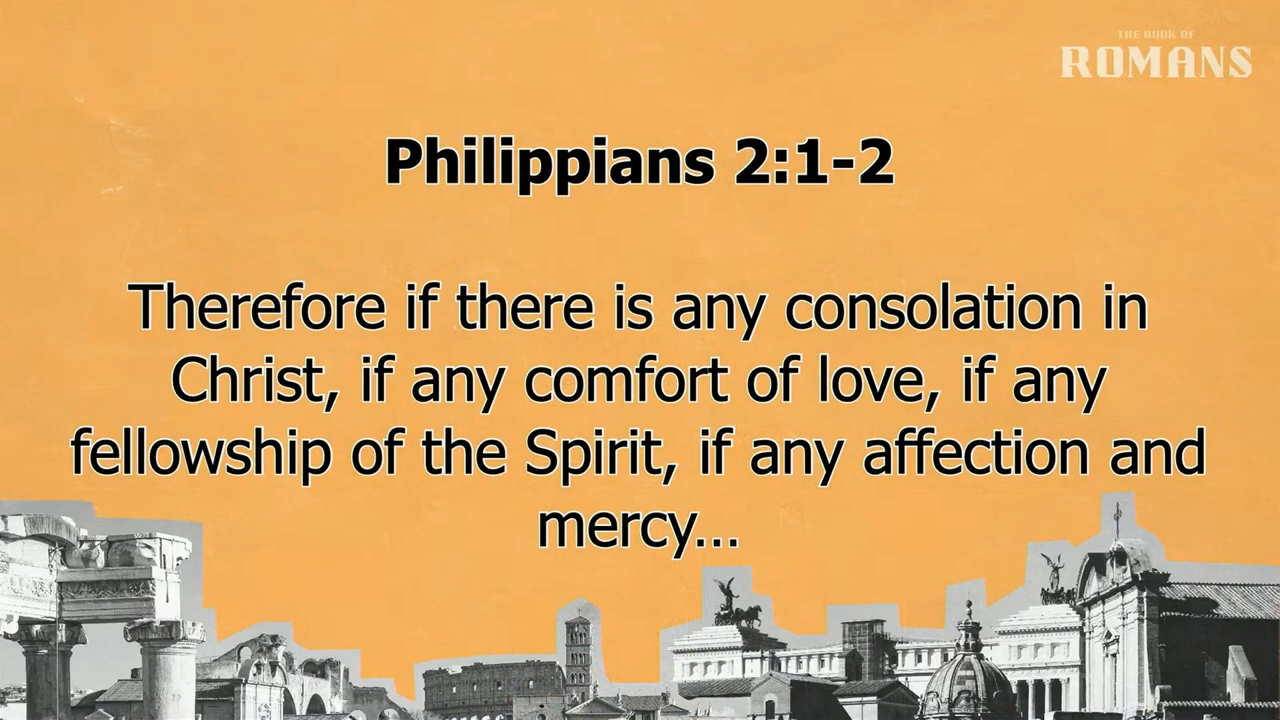 THE BOOK OF
ROMANS
Philippians 2:1-2
Therefore if there is any consolation in
Christ, if any comfort of love, if any
fellowship of the Spirit, if any affection and
mercy...